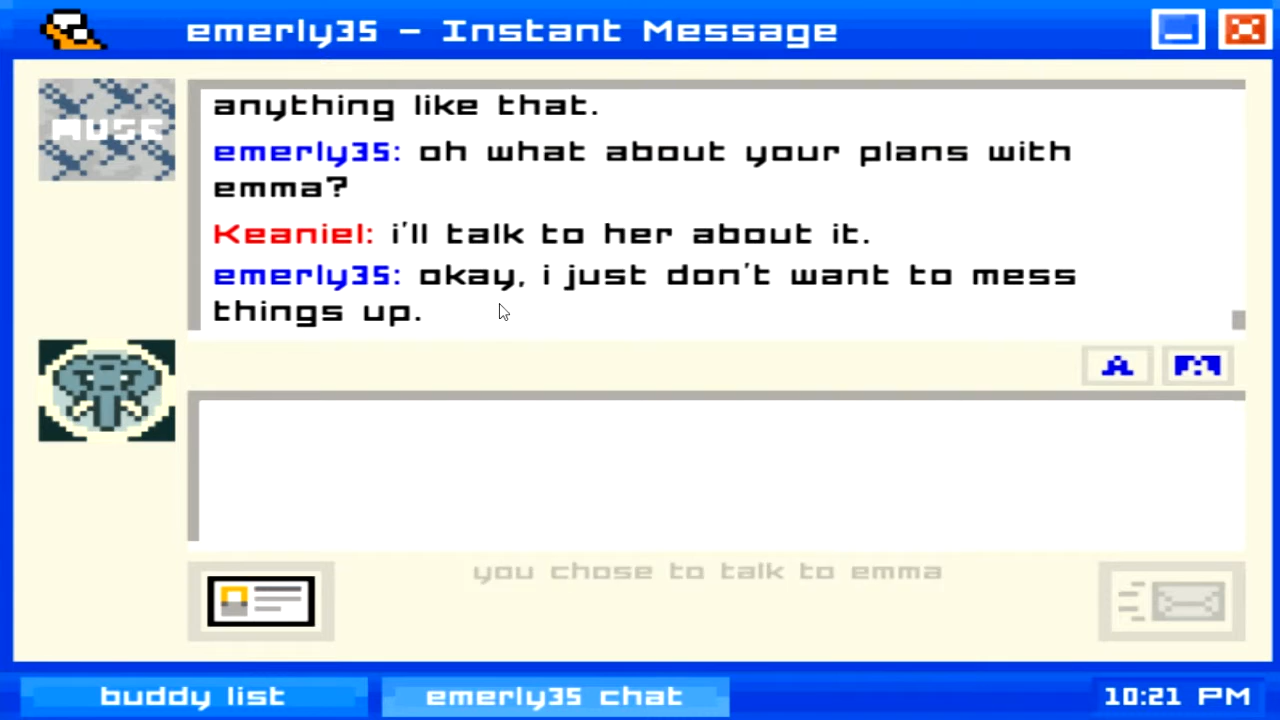 emerly35 - Instant Message
anything like that.
emerly35: oh what about your plans with
emma?
Keaniel: i'll talk to her about it.
emerly35: okay, i just don't want to mess
things up.
MUSE
A
you chose to talk to emma
buddy list
emerly35 chat
10:21 PM